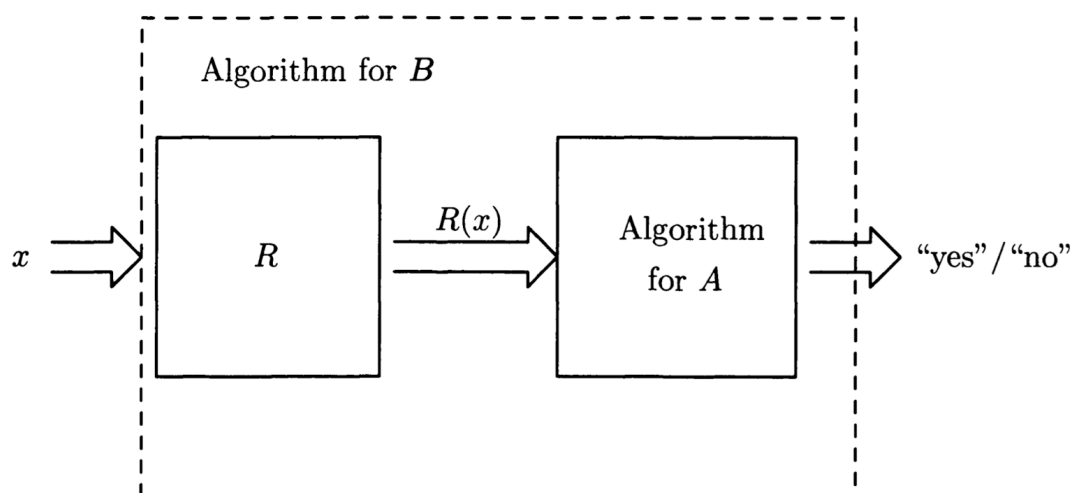 Algorithm for B
x
R
R(x)
Algorithm
for A
“yes”/“no”